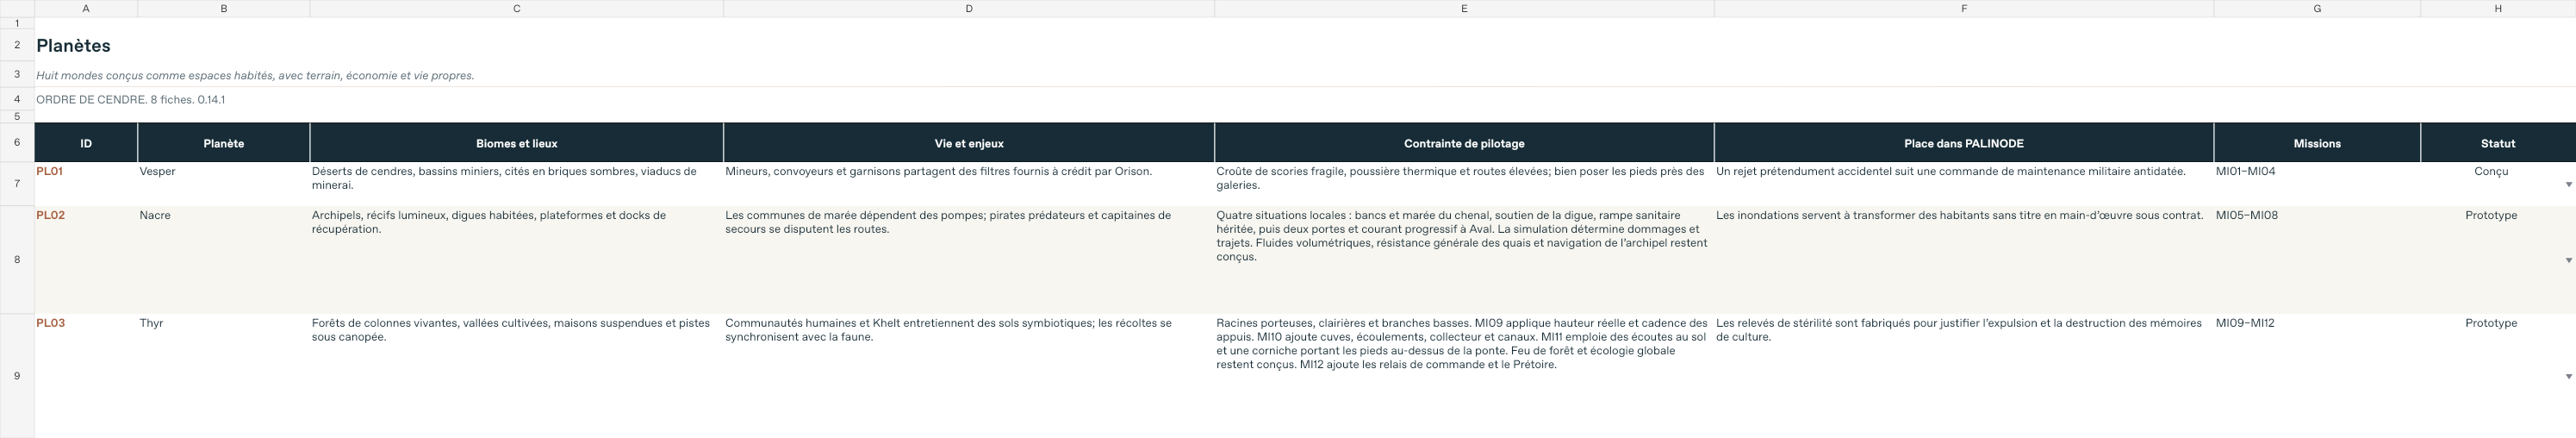 A B C D E F G H
1
2 Planètes
3 Huit mondes conçus comme espaces habités, avec terrain, économie et vie propres.
4 ORDRE DE CENDRE. 8 fiches. 0.14.1
5
6 ID Planète Biomes et lieux Vie et enjeux Contrainte de pilotage Place dans PALINODE Missions Statut
7
PL01
Vesper
Déserts de cendres, bassins miniers, cités en briques sombres, viaducs de
minerai.
Mineurs, convoyeurs et garnisons partagent des filtres fournis à crédit par Orison.
Croûte de scories fragile, poussière thermique et routes élevées; bien poser les pieds près des
galeries.
Un rejet prétendument accidentel suit une commande de maintenance militaire antidatée.
MI01–MI04
Conçu
8
PL02
Nacre
Archipels, récifs lumineux, digues habitées, plateformes et docks de
récupération.
Les communes de marée dépendent des pompes; pirates prédateurs et capitaines de
secours se disputent les routes.
Quatre situations locales : bancs et marée du chenal, soutien de la digue, rampe sanitaire
héritée, puis deux portes et courant progressif à Aval. La simulation détermine dommages et
trajets. Fluides volumétriques, résistance générale des quais et navigation de l’archipel restent
conçus.
Les inondations servent à transformer des habitants sans titre en main-d’œuvre sous contrat.
MI05–MI08
Prototype
9
PL03
Thyr
Forêts de colonnes vivantes, vallées cultivées, maisons suspendues et pistes
sous canopée.
Communautés humaines et Khelt entretiennent des sols symbiotiques; les récoltes se
synchronisent avec la faune.
Racines porteuses, clairières et branches basses. MI09 applique hauteur réelle et cadence des
appuis. MI10 ajoute cuves, écoulements, collecteur et canaux. MI11 emploie des écoutes au sol
et une corniche portant les pieds au-dessus de la ponte. Feu de forêt et écologie globale
restent conçus. MI12 ajoute les relais de commande et le Prétoire.
Les relevés de stérilité sont fabriqués pour justifier l’expulsion et la destruction des mémoires
de culture.
MI09–MI12
Prototype